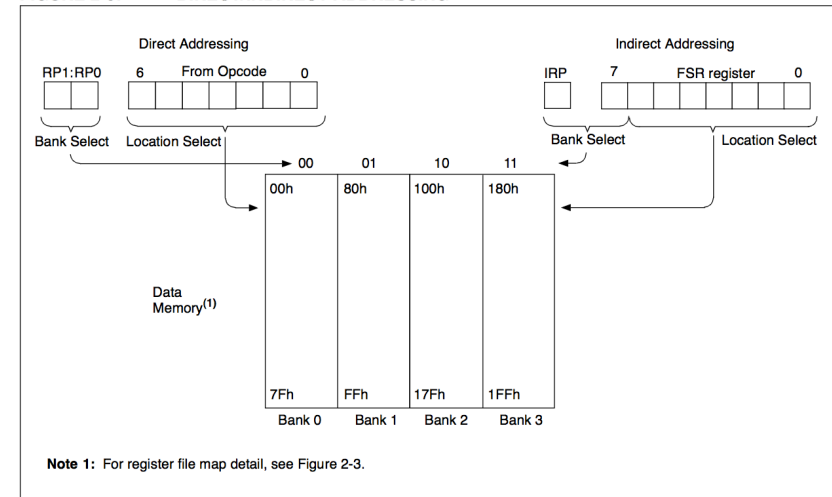 Direct Addressing
Indirect Addressing
RP1:RP0 6 From Opcode 0
IRP 7 FSR register 0
Bank Select Location Select
Bank Select Location Select
00 01 10 11
00h 80h 100h 180h
Data
Memory(1)
7Fh FFh 17Fh 1FFh
Bank 0 Bank 1 Bank 2 Bank 3
Note 1: For register file map detail, see Figure 2-3.